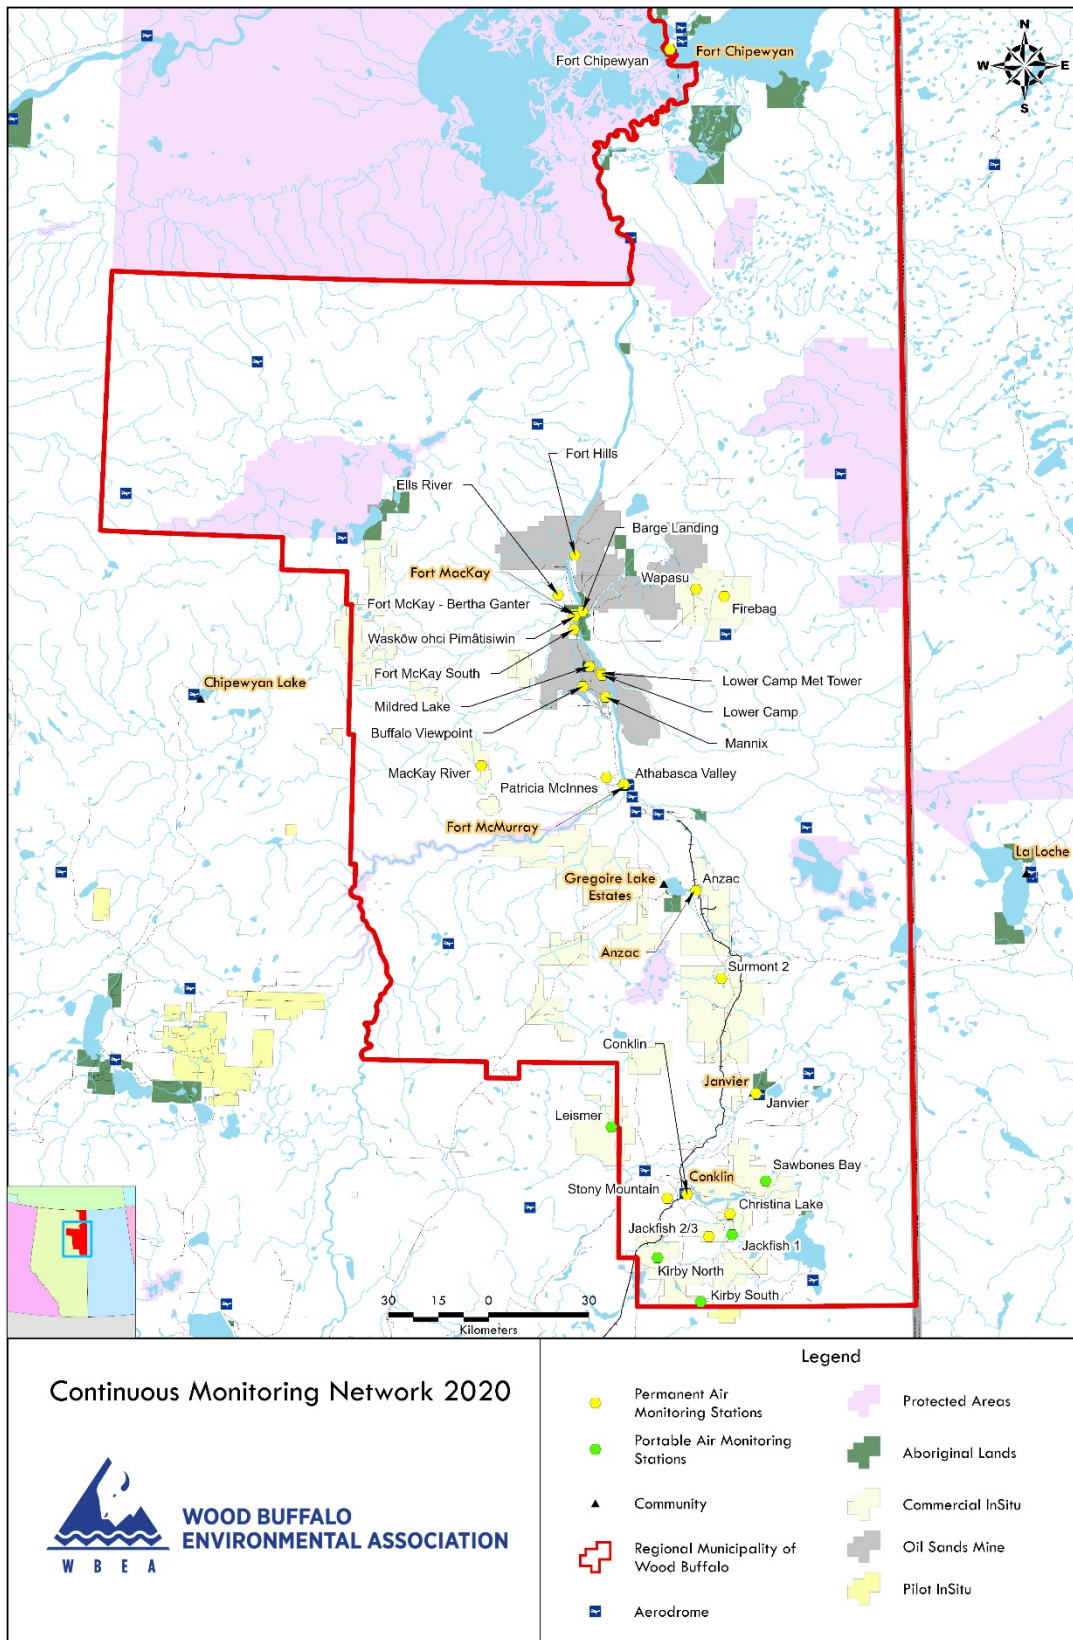 Fort Chipewyan
Fort Chipewyan
N
W
E
S
Fort Hills
Ells River
Barge Landing
Fort MacKay
Wapasu
Fort McKay - Bertha Ganter
Firebag
Waskōw ohci Pimâtisiwin
Fort McKay South
Chipewyan Lake
Lower Camp Met Tower
Mildred Lake
Lower Camp
Buffalo Viewpoint
Mannix
MacKay River
Athabasca Valley
Patricia McInnes
Fort McMurray
La Loche
Gregoire Lake
Estates
Anzac
Anzac
Surmont 2
Conklin
Janvier
Janvier
Leismer
Sawbones Bay
Conklin
Stony Mountain
Christina Lake
Jackfish 2/3
Jackfish 1
Kirby North
Kirby South
30 15 0 30
Kilometers
Continuous Monitoring Network 2020
WOOD BUFFALO
ENVIRONMENTAL ASSOCIATION
W B E A
Legend
Permanent Air
Monitoring Stations
Portable Air Monitoring
Stations
Community
Regional Municipality of
Wood Buffalo
Aerodrome
Protected Areas
Aboriginal Lands
Commercial InSitu
Oil Sands Mine
Pilot InSitu